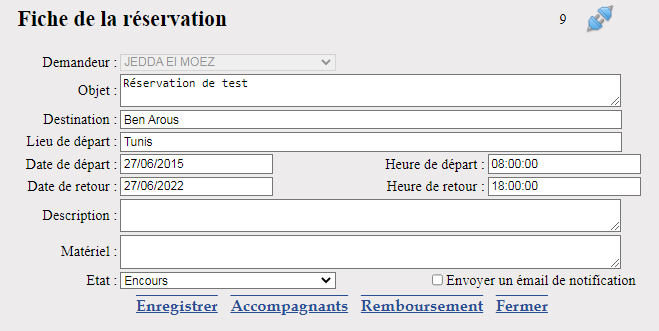 Fiche de la réservation 9
Demandeur : JEDDA El MOEZ
Objet : Réservation de test
Destination : Ben Arous
Lieu de départ : Tunis
Date de départ : 27/06/2015 Heure de départ : 08:00:00
Date de retour : 27/06/2022 Heure de retour : 18:00:00
Description :
Matériel :
Etat : Encours Envoyer un émail de notification
Enregistrer Accompagnants Remboursement Fermer